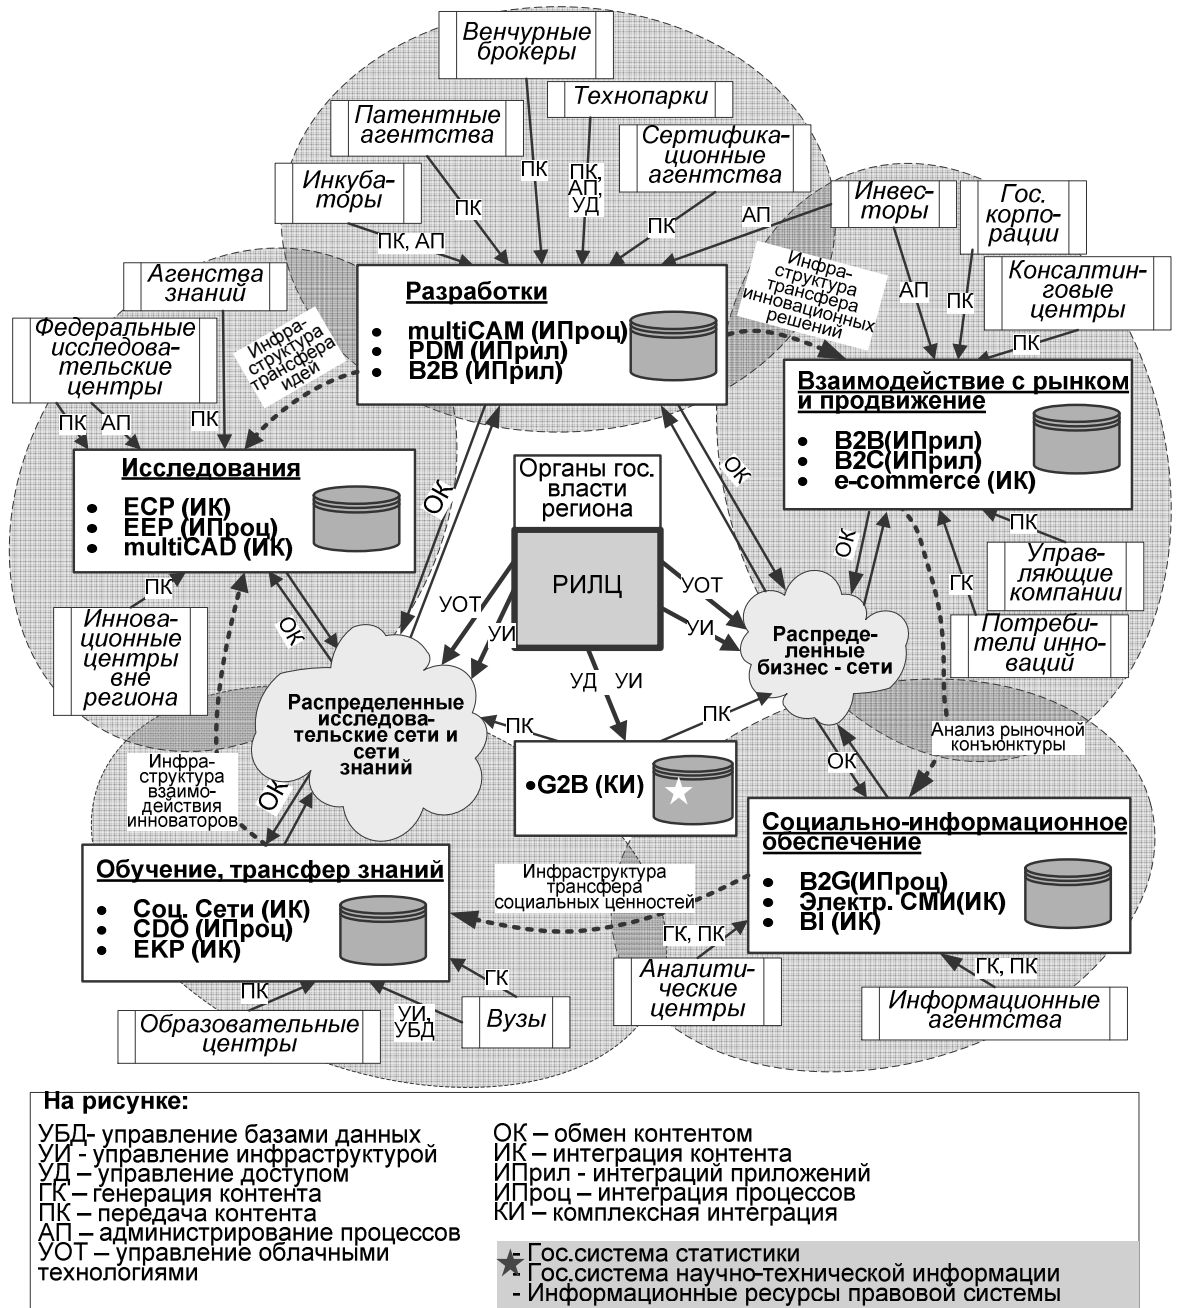 Венчурные
брокеры
Технопарки
Патентные
агентства
Сертифика-
ционные
агентства
Инкуба-
торы
ПК
ПК,
АП,
УД
ПК
ПК
ПК, АП
АП
Инвес-
торы
Гос.
корпо-
рации
Консалтин-
говые
центры
АП
ПК
ПК
Агенства
знаний
Федеральные
исследова-
тельские
центры
ПК
АП
ПК
Инфра-
структура
трансфера
идей
Инфра-
структура
трансфера
инновационных
решений
Разработки
• multiCAM (ИПроц)
• PDM (ИПрил)
• B2B (ИПрил)
Взаимодействие с рынком
и продвижение
• B2B(ИПрил)
• B2C(ИПрил)
• e-commerce (ИК)
Исследования
• ECP (ИК)
• EEP (ИПроц)
• multiCAD (ИК)
ОК
ОК
Органы гос.
власти
региона
РИЛЦ
УОТ
УИ
УОТ
УИ
УД
УИ
ПК
Инновa-
ционные
центры
вне
региона
ОК
ОК
ПК
Управ-
ляющие
компании
ГК
Потреби-
тели инно-
ваций
Распреде-
ленные
бизнес - сети
Распределенные
исследова-
тельские сети и
сети
знаний
ПК
ПК
•G2B (КИ)
Анализ рыночной
конъюнктуры
ОК
Инфра-
структура
взаимо-
действия
инноваторов
ОК
Социально-информационное
обеспечение
• B2G(ИПроц)
• Электр. СМИ(ИК)
• BI (ИК)
Обучение, трансфер знаний
• Соц. Сети (ИК)
• CDO (ИПроц)
• EKP (ИК)
Инфраструктура
трансфера
социальных ценностей
ГК, ПК
Аналити-
ческие
центры
ГК, ПК
Информационные
агентства
ПК
Образовательные
центры
УИ,
УБД
ГК
Вузы
На рисунке:
УБД- управление базами данных
УИ - управление инфраструктурой
УД – управление доступом
ГК – генерация контента
ПК – передача контента
АП – администрирование процессов
УОТ – управление облачными
технологиями
ОК – обмен контентом
ИК – интеграция контента
ИПрил - интеграций приложений
ИПроц – интеграция процессов
КИ – комплексная интеграция
- Гос.система статистики
- Гос.система научно-технической информации
- Информационные ресурсы правовой системы